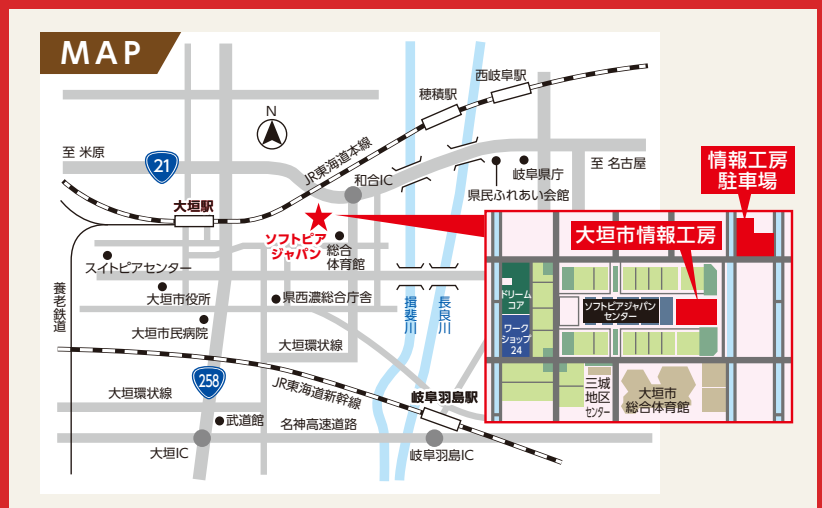 MAP
西岐阜駅
穂積駅
N
至 米原
21
JR東海道本線
和合IC
岐阜県庁
至 名古屋
県民ふれあい会館
情報工房
駐車場
大垣駅
ソフトピア
ジャパン
総合
体育館
大垣市情報工房
スイトピアセンター
大垣市役所
県西濃総合庁舎
養老鉄道
揖斐川
長良川
大垣市民病院
大垣環状線
ドリーム
コア
ソフトピアジャパン
センター
ワーク
ショップ
24
258
JR東海道新幹線
大垣環状線
岐阜羽島駅
三城
地区
センター
大垣市
総合体育館
武道館
名神高速道路
大垣IC
岐阜羽島IC